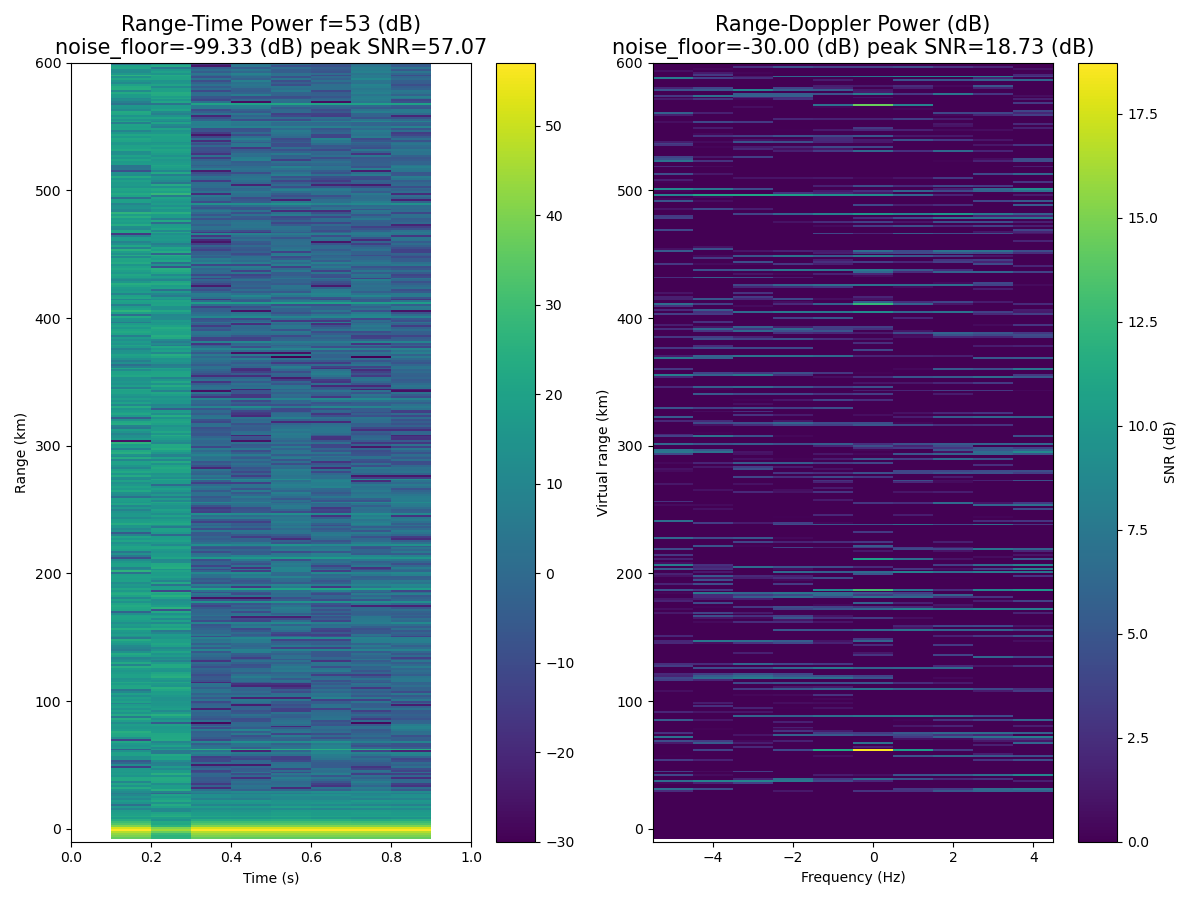 Range-Time Power f=53 (dB)
noise_floor=-99.33 (dB) peak SNR=57.07
Range (km)
600
500
400
300
200
100
0
0.0 0.2 0.4 0.6 0.8 1.0
Time (s)
50
40
30
20
10
0
−10
−20
−30
Range-Doppler Power (dB)
noise_floor=-30.00 (dB) peak SNR=18.73 (dB)
Virtual range (km)
600
500
400
300
200
100
0
−4 −2 0 2 4
Frequency (Hz)
17.5
15.0
12.5
10.0
7.5
5.0
2.5
0.0
SNR (dB)